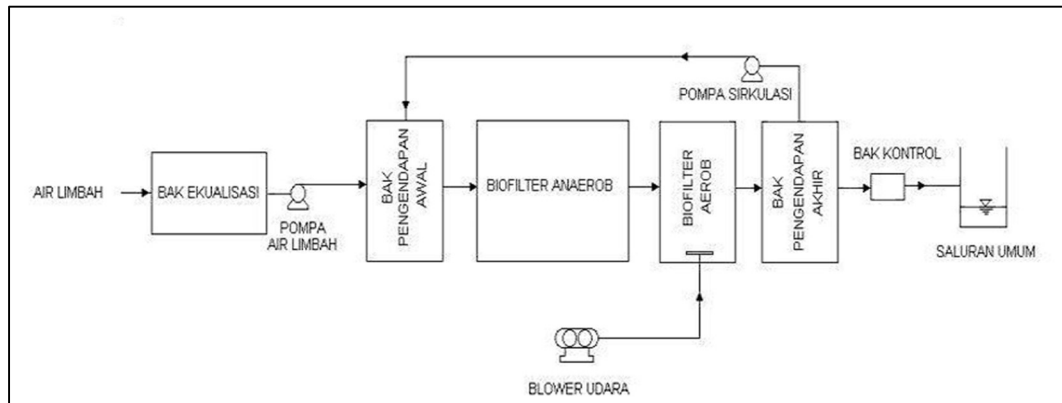 POMPA SIRKULASI
BAK KONTROL
AIR LIMBAH
BAK EKUALISASI
POMPA
AIR LIMBAH
BAK
PENGENDAPAN
AWAL
BIOFILTER ANAEROB
BIOFILTER
AEROB
BAK
PENGENDAPAN
AKHIR
SALURAN UMUM
BLOWER UDARA